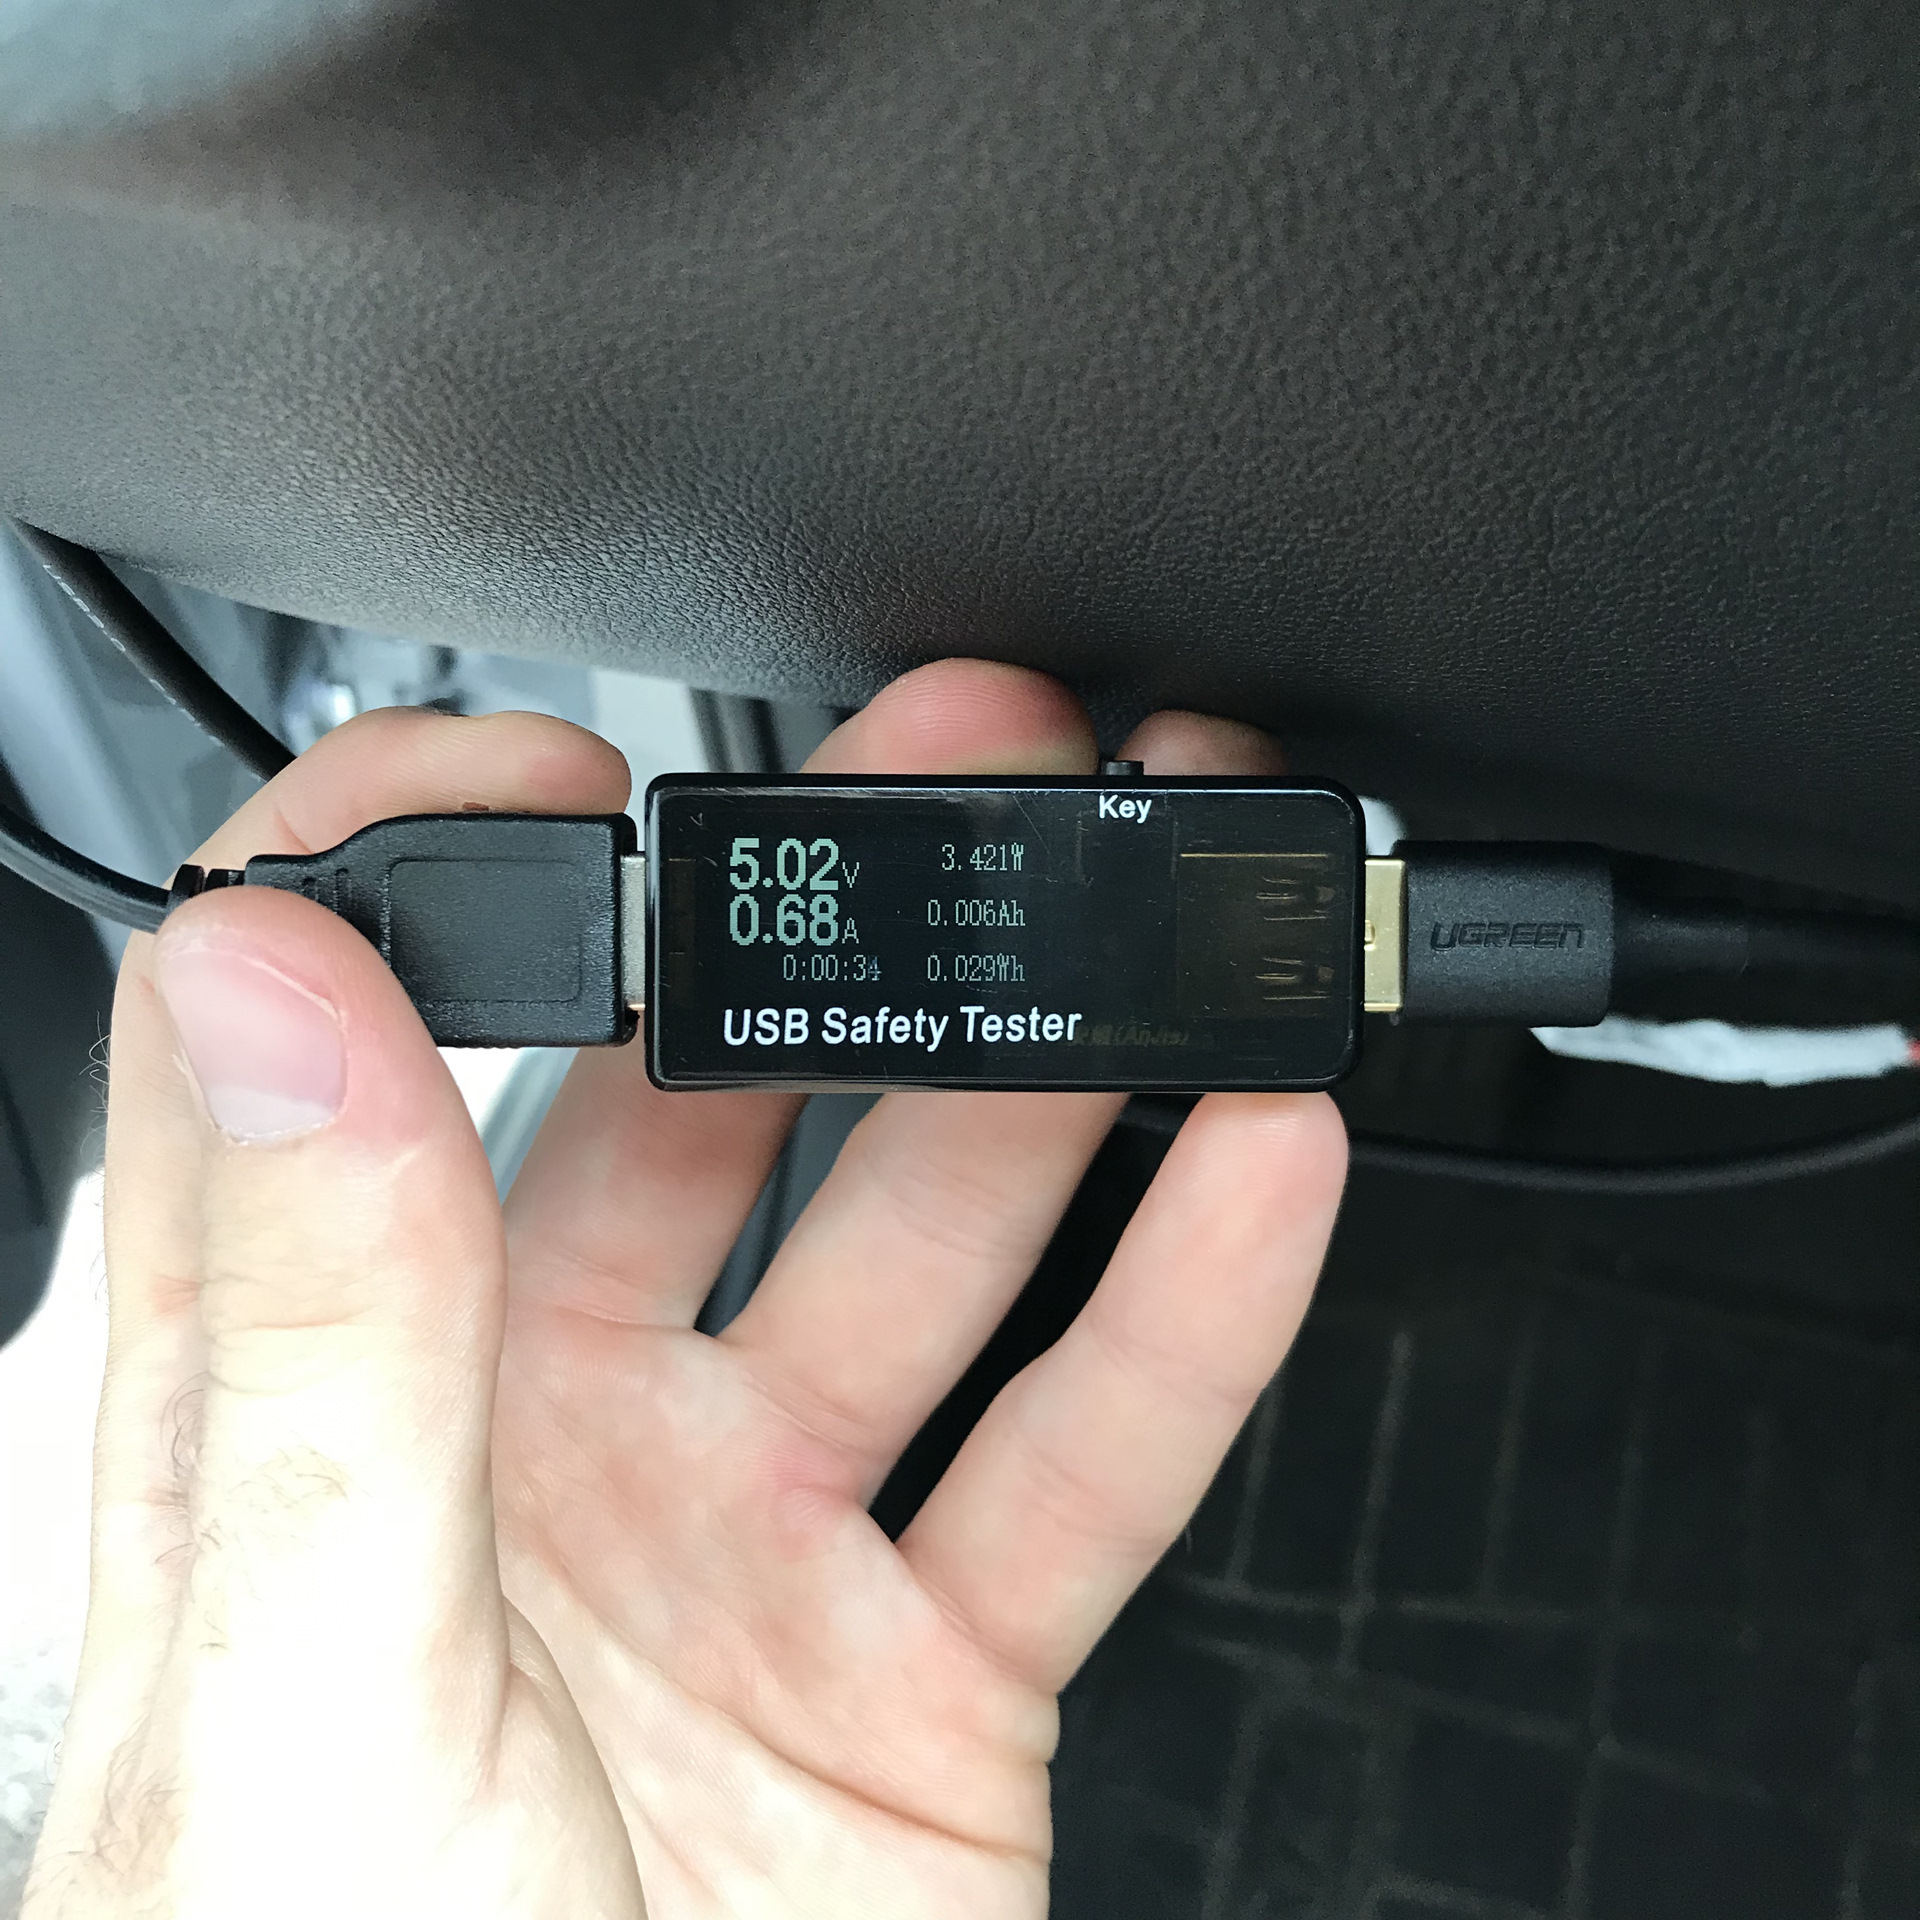 Key
5.02V 3.421W
0.68A 0.006Ah
0:00:34 0.029Wh
USB Safety Tester
UGREEN